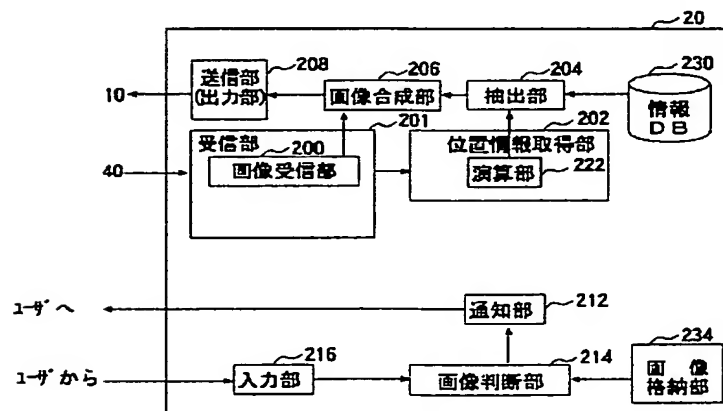 20
208
送信部
(出力部)
206
画像合成部
204
抽出部
230
情報
DB
10
201
受信部
200
画像受信部
202
位置情報取得部
演算部
222
40
ユーザへ
通知部
212
ユーザから
216
入力部
214
画像判断部
234
画像
格納部